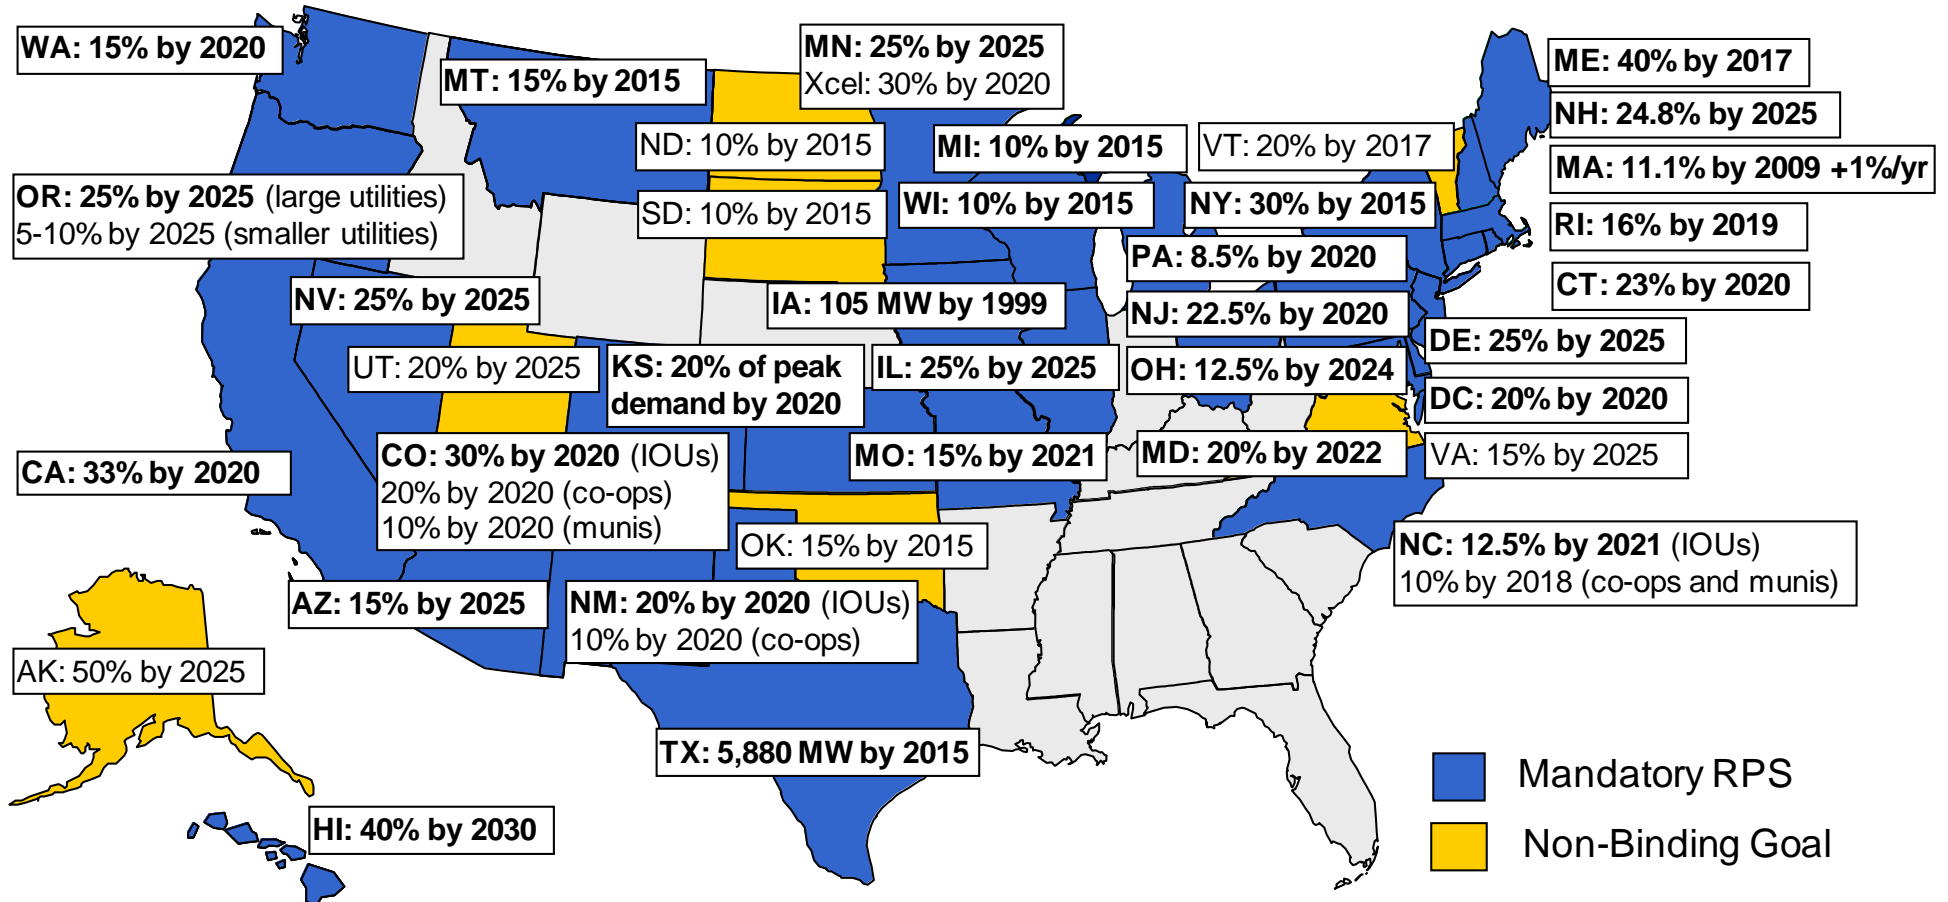 WA: 15% by 2020
MT: 15% by 2015
MN: 25% by 2025
Xcel: 30% by 2020
ME: 40% by 2017
NH: 24.8% by 2025
ND: 10% by 2015
MI: 10% by 2015
VT: 20% by 2017
MA: 11.1% by 2009 +1%/yr
OR: 25% by 2025 (large utilities)
5-10% by 2025 (smaller utilities)
SD: 10% by 2015
WI: 10% by 2015
NY: 30% by 2015
RI: 16% by 2019
PA: 8.5% by 2020
CT: 23% by 2020
NV: 25% by 2025
IA: 105 MW by 1999
NJ: 22.5% by 2020
DE: 25% by 2025
UT: 20% by 2025
KS: 20% of peak
demand by 2020
IL: 25% by 2025
OH: 12.5% by 2024
DC: 20% by 2020
CA: 33% by 2020
CO: 30% by 2020 (IOUs)
20% by 2020 (co-ops)
10% by 2020 (munis)
MO: 15% by 2021
MD: 20% by 2022
VA: 15% by 2025
OK: 15% by 2015
NC: 12.5% by 2021 (IOUs)
10% by 2018 (co-ops and munis)
AZ: 15% by 2025
NM: 20% by 2020 (IOUs)
10% by 2020 (co-ops)
AK: 50% by 2025
TX: 5,880 MW by 2015
HI: 40% by 2030
Mandatory RPS
Non-Binding Goal